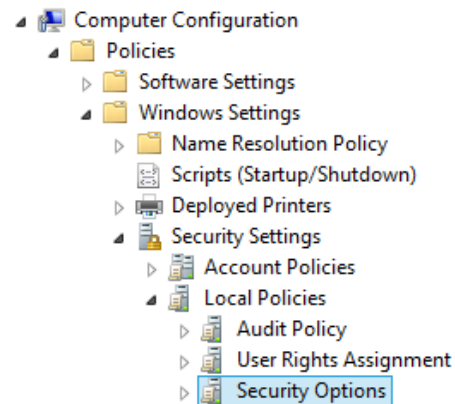 Computer Configuration
Policies
Software Settings
Windows Settings
Name Resolution Policy
Scripts (Startup/Shutdown)
Deployed Printers
Security Settings
Account Policies
Local Policies
Audit Policy
User Rights Assignment
Security Options